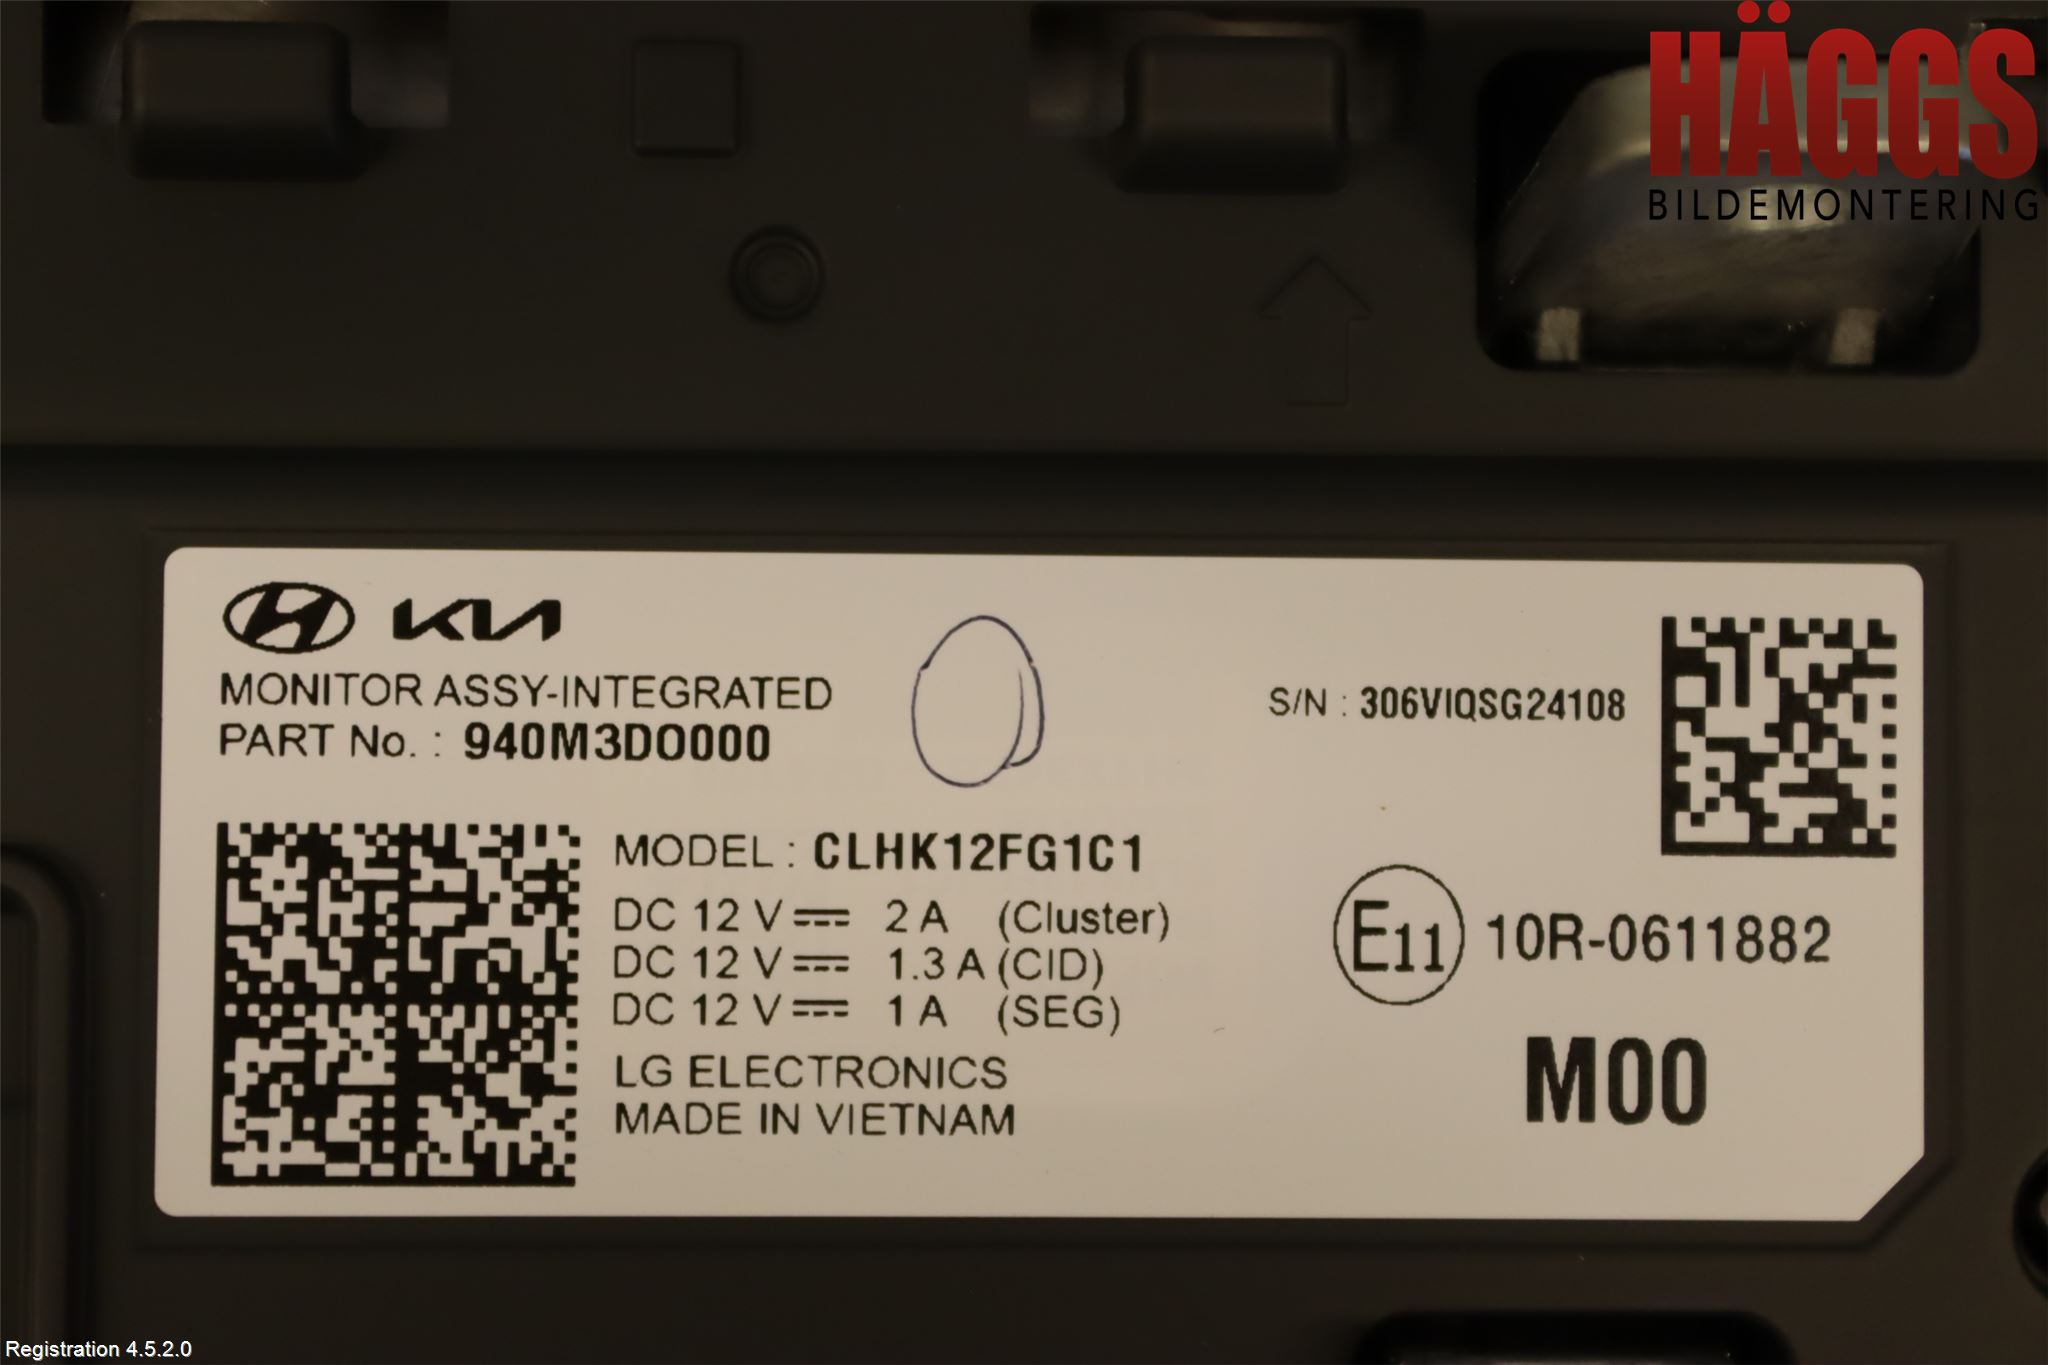 HÄGGS
BILDEMONTERING
KIA
MONITOR ASSY-INTEGRATED
PART No. : 940M3DO000
S/N : 306VIQSG24108
MODEL : CLHK12FG1C1
DC 12 V 2 A (Cluster)
DC 12 V 1.3 A (CID)
DC 12 V 1 A (SEG)
LG ELECTRONICS
MADE IN VIETNAM
E11 10R-0611882
M00
Registration 4.5.2.0